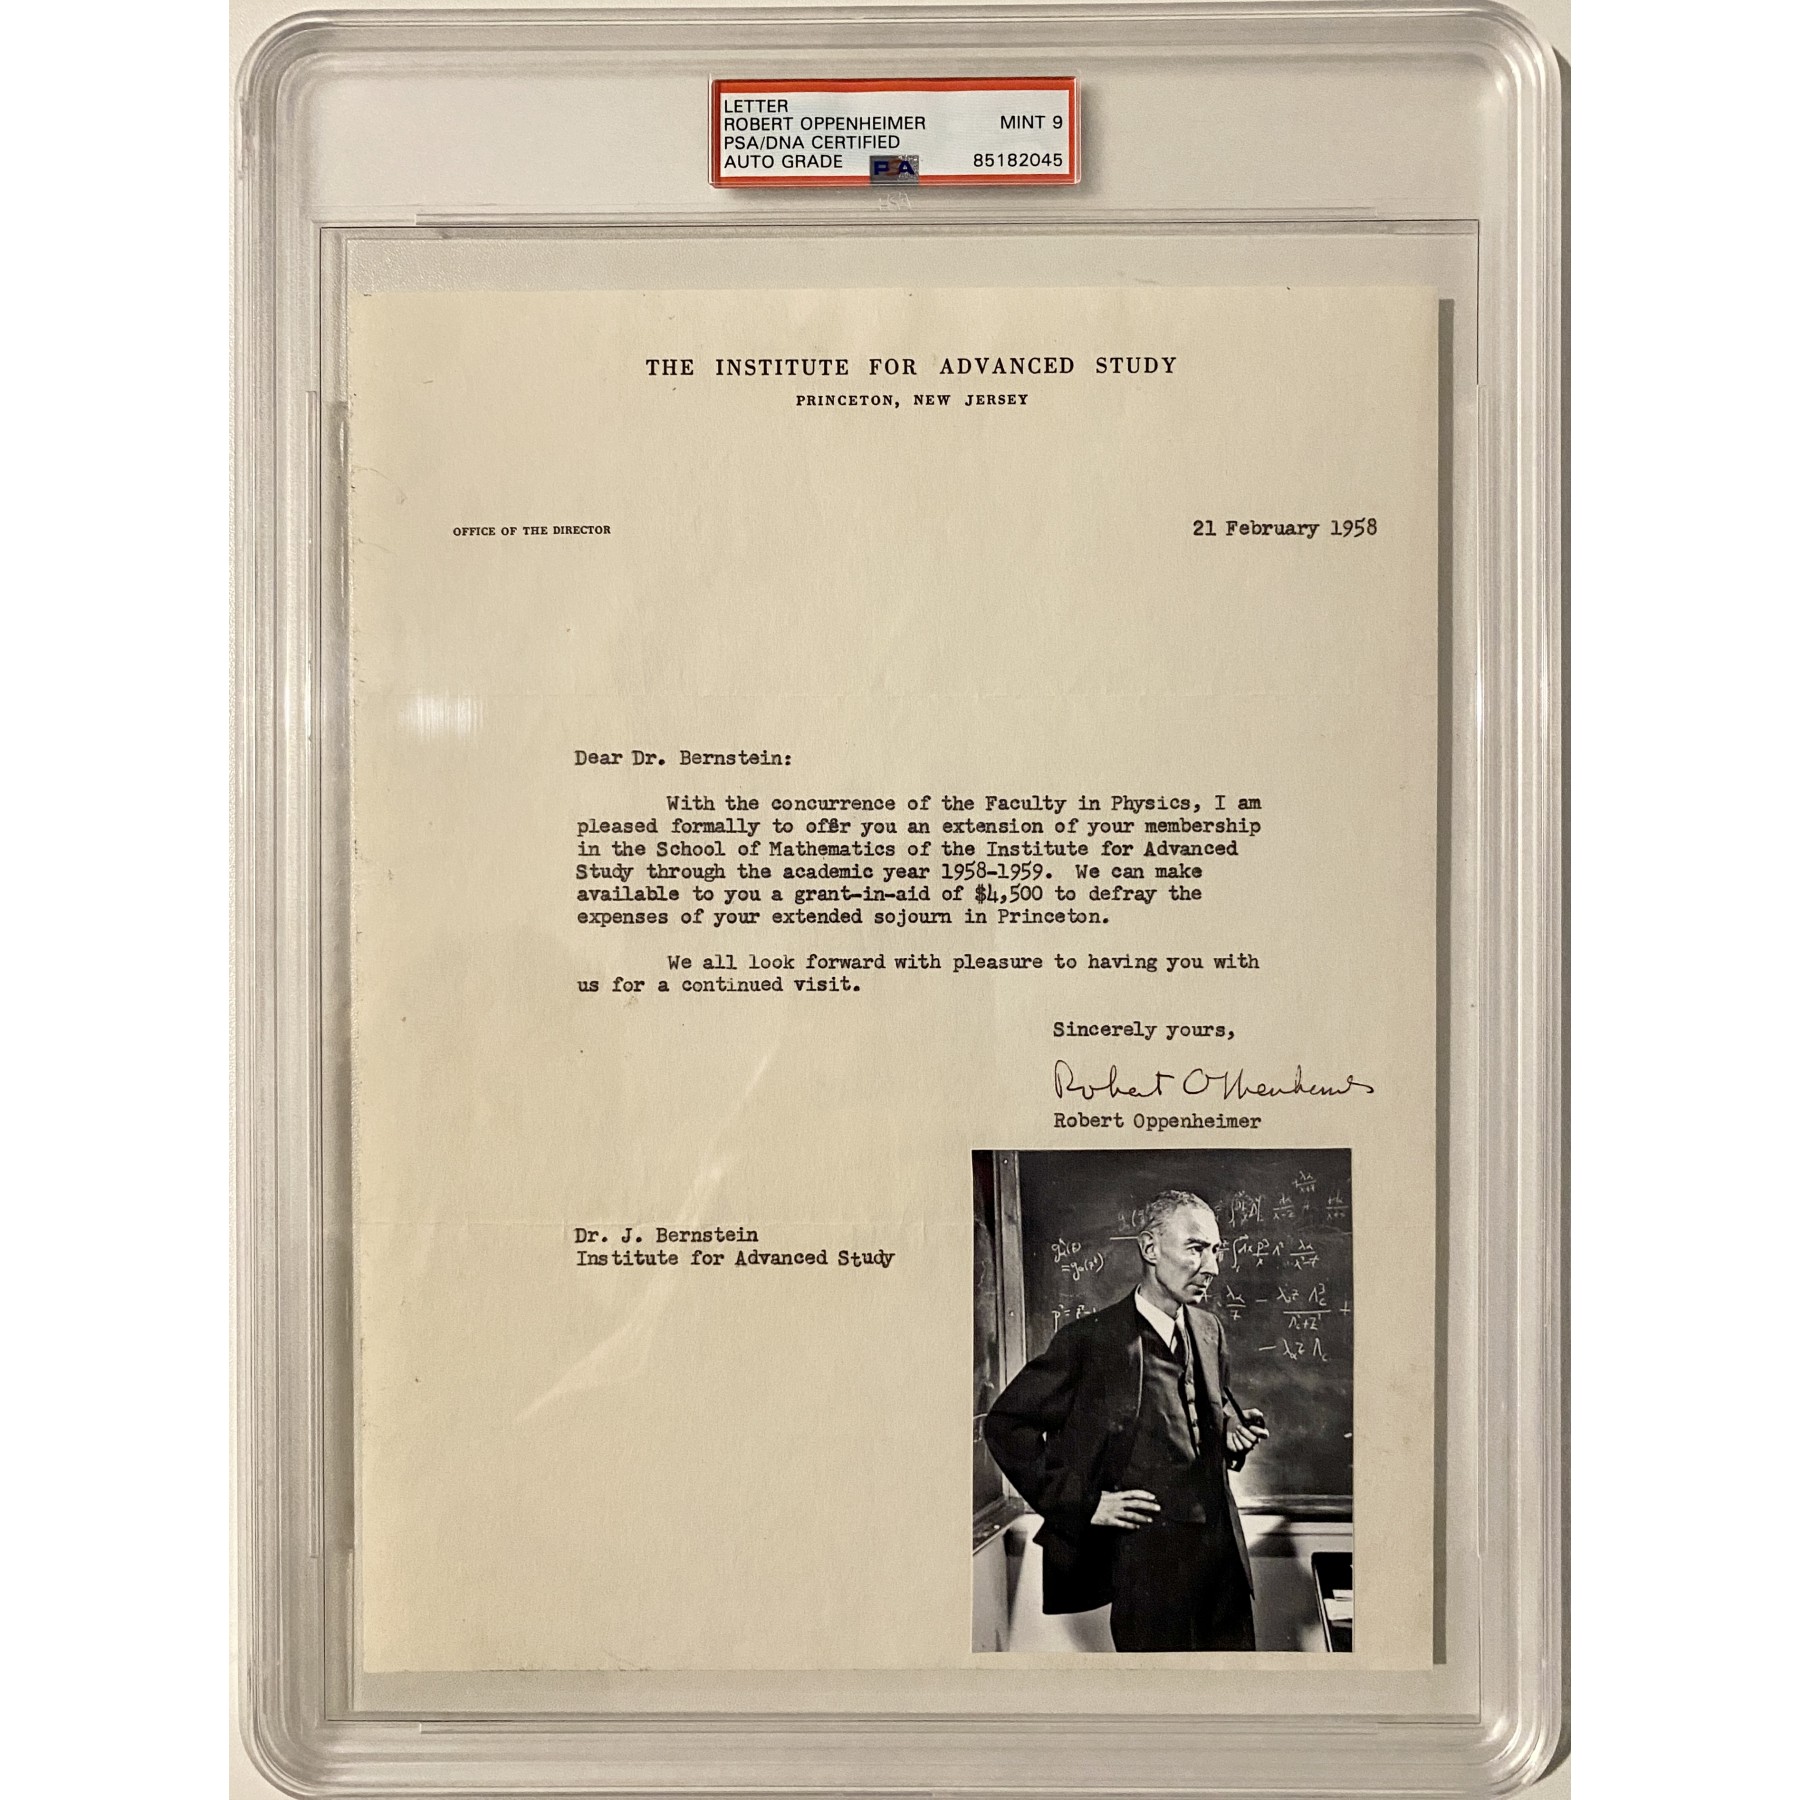 LETTER
ROBERT OPPENHEIMER MINT 9
PSA/DNA CERTIFIED
AUTO GRADE PSA 85182045
THE INSTITUTE FOR ADVANCED STUDY
PRINCETON, NEW JERSEY
OFFICE OF THE DIRECTOR
21 February 1958
Dear Dr. Bernstein:
With the concurrence of the Faculty in Physics, I am
pleased formally to offer you an extension of your membership
in the School of Mathematics of the Institute for Advanced
Study through the academic year 1958-1959. We can make
available to you a grant-in-aid of $4,500 to defray the
expenses of your extended sojourn in Princeton.
We all look forward with pleasure to having you with
us for a continued visit.
Sincerely yours,
Robert Oppenheimer
Robert Oppenheimer
Dr. J. Bernstein
Institute for Advanced Study